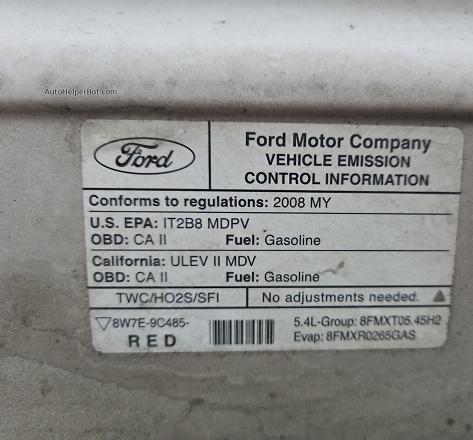 AutoHelperBot.com
Ford
Ford Motor Company
VEHICLE EMISSION
CONTROL INFORMATION
Conforms to regulations: 2008 MY
U.S. EPA: IT2B8 MDPV
OBD: CA II Fuel: Gasoline
California: ULEV II MDV
OBD: CA II Fuel: Gasoline
TWC/HO2S/SFI No adjustments needed.
8W7E-9C485-
RED
5.4L-Group: 8FMXT05.45H2
Evap: 8FMXR0265GAS